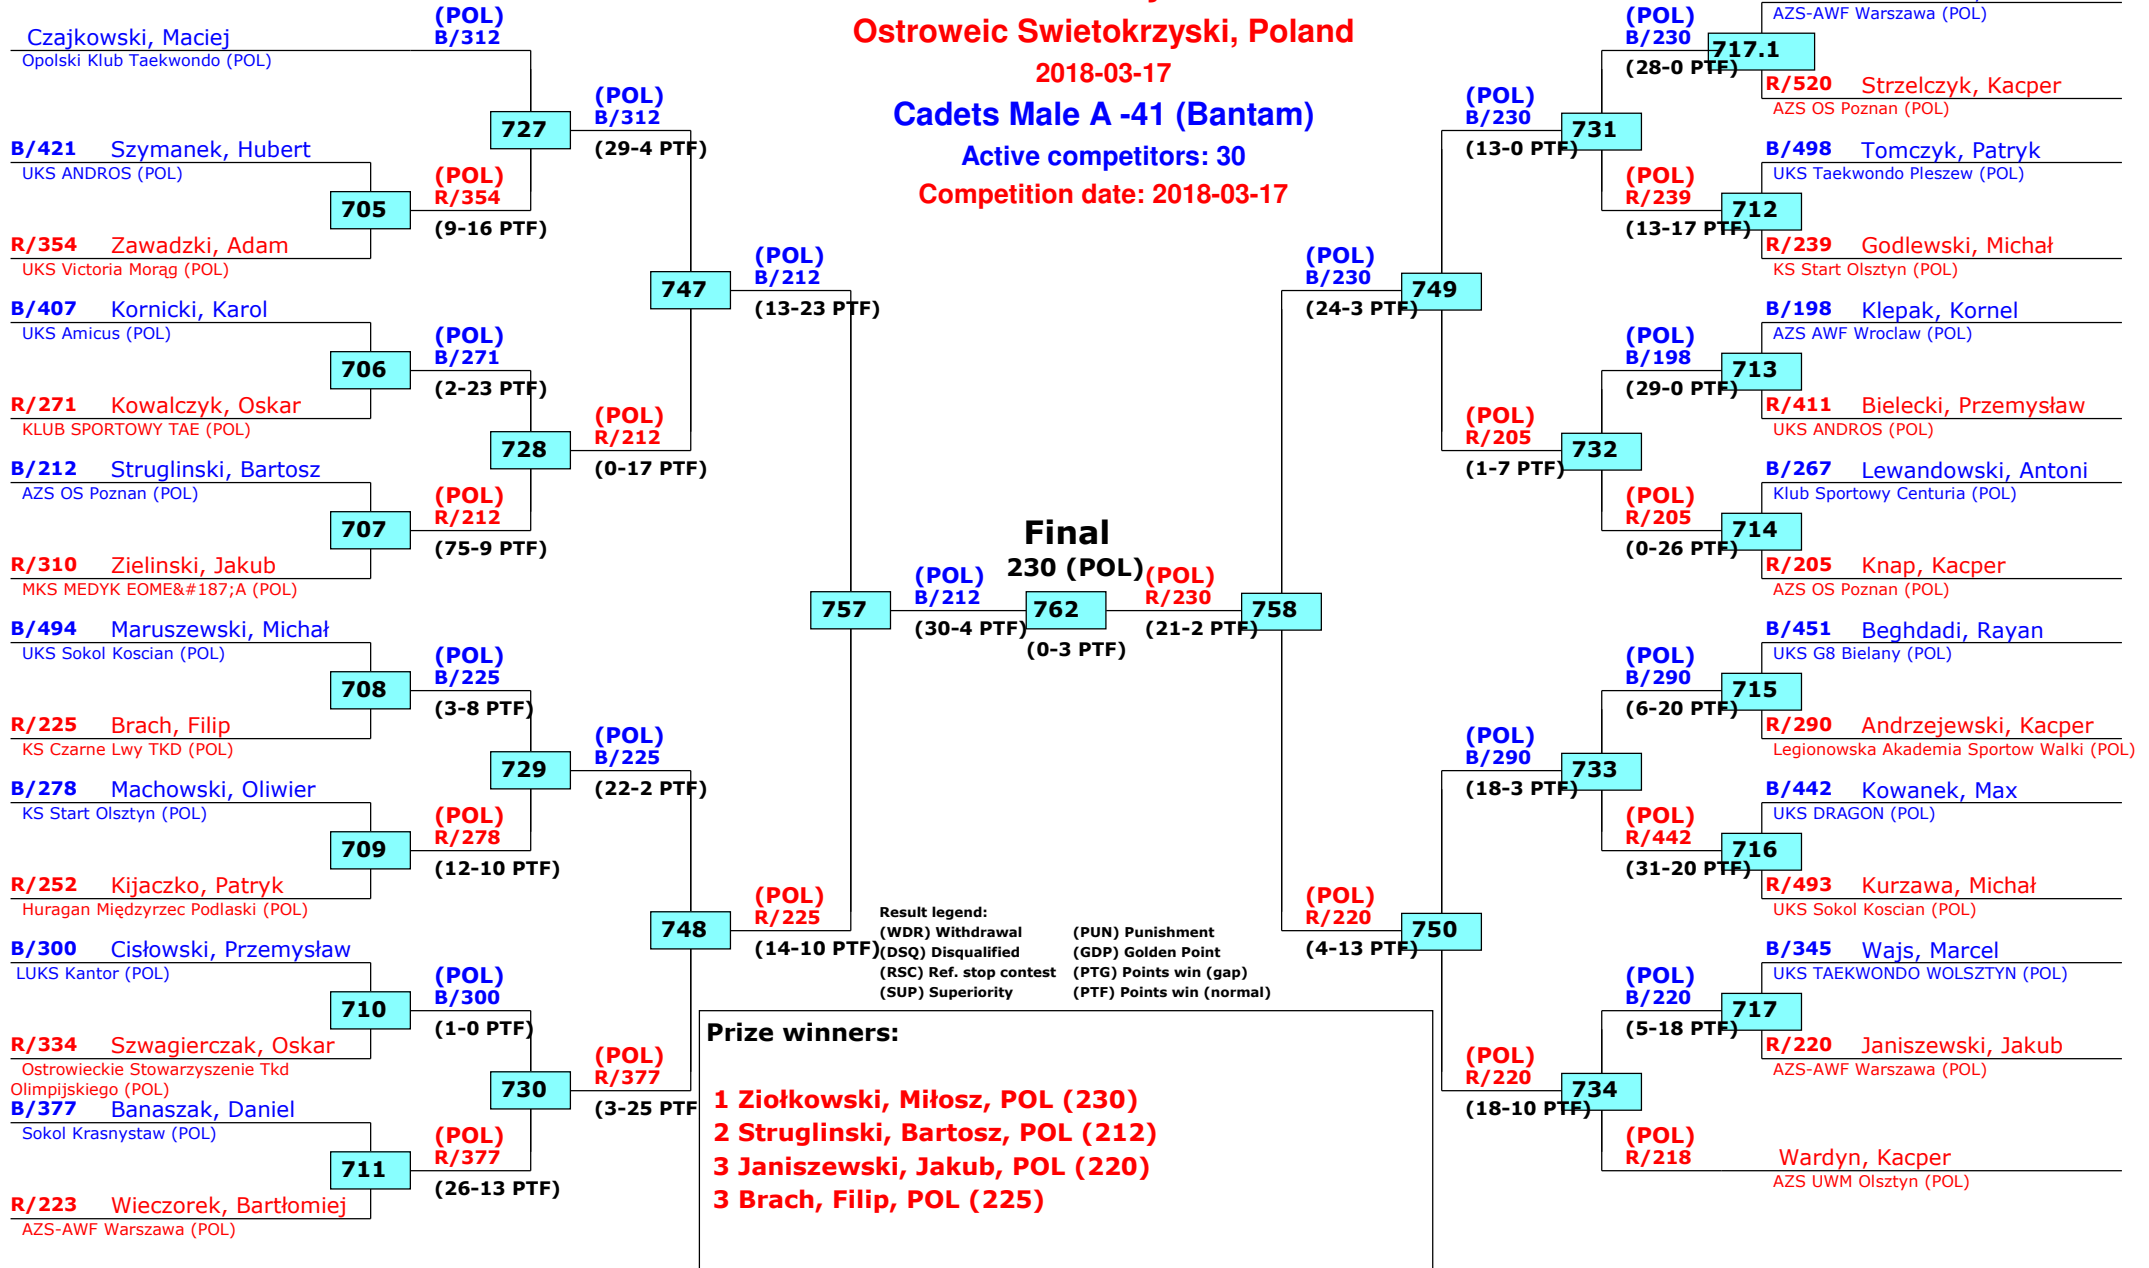 (POL)
B/312
Czajkowski, Maciej
Opolski Klub Taekwondo (POL)
727
B/421 Szymanek, Hubert
UKS ANDROS (POL)
705
(POL)
R/354
(9-16 PTF)
R/354 Zawadzki, Adam
UKS Victoria Morąg (POL)
(POL)
B/312
(29-4 PTF)
B/407 Kornicki, Karol
UKS Amicus (POL)
706
(POL)
B/271
(2-23 PTF)
R/271 Kowalczyk, Oskar
KLUB SPORTOWY TAE (POL)
728
(POL)
R/212
(0-17 PTF)
B/212 Struglinski, Bartosz
AZS OS Poznan (POL)
707
(POL)
R/212
(75-9 PTF)
R/310 Zielinski, Jakub
MKS MEDYK EOME&#187;A (POL)
747
(POL)
B/212
(13-23 PTF)
B/494 Maruszewski, Michał
UKS Sokol Koscian (POL)
708
(POL)
B/225
(3-8 PTF)
R/225 Brach, Filip
KS Czarne Lwy TKD (POL)
729
(POL)
B/225
(22-2 PTF)
B/278 Machowski, Oliwier
KS Start Olsztyn (POL)
709
(POL)
R/278
(12-10 PTF)
R/252 Kijaczko, Patryk
Huragan Międzyrzec Podlaski (POL)
748
(POL)
R/225
(14-10 PTF)
B/300 Cisłowski, Przemysław
LUKS Kantor (POL)
710
(POL)
B/300
(1-0 PTF)
R/334 Szwagierczak, Oskar
Ostrowieckie Stowarzyszenie Tkd
Olimpijskiego (POL)
730
(POL)
R/377
(3-25 PTF
B/377 Banaszak, Daniel
Sokol Krasnystaw (POL)
711
(POL)
R/377
(26-13 PTF)
R/223 Wieczorek, Bartłomiej
AZS-AWF Warszawa (POL)
Ostroweic Swietokrzyski, Poland
2018-03-17
Cadets Male A -41 (Bantam)
Active competitors: 30
Competition date: 2018-03-17
Final
230 (POL)
757
(POL)
B/212
(30-4 PTF)
762
(0-3 PTF)
(POL)
R/230
(21-2 PTF)
758
Result legend:
(WDR) Withdrawal (PUN) Punishment
(DSQ) Disqualified (GDP) Golden Point
(RSC) Ref. stop contest (PTG) Points win (gap)
(SUP) Superiority (PTF) Points win (normal)
Prize winners:
1 Ziołkowski, Miłosz, POL (230)
2 Struglinski, Bartosz, POL (212)
3 Janiszewski, Jakub, POL (220)
3 Brach, Filip, POL (225)
AZS-AWF Warszawa (POL)
(POL)
B/230
717.1
(28-0 PTF)
R/520 Strzelczyk, Kacper
AZS OS Poznan (POL)
(POL)
B/230
731
(13-0 PTF)
B/498 Tomczyk, Patryk
UKS Taekwondo Pleszew (POL)
(POL)
R/239
712
(13-17 PTF)
R/239 Godlewski, Michał
KS Start Olsztyn (POL)
(POL)
B/230
749
(24-3 PTF)
B/198 Klepak, Kornel
AZS AWF Wroclaw (POL)
(POL)
B/198
713
(29-0 PTF)
R/411 Bielecki, Przemysław
UKS ANDROS (POL)
(POL)
R/205
732
(1-7 PTF)
B/267 Lewandowski, Antoni
Klub Sportowy Centuria (POL)
(POL)
R/205
714
(0-26 PTF)
R/205 Knap, Kacper
AZS OS Poznan (POL)
B/451 Beghdadi, Rayan
UKS G8 Bielany (POL)
(POL)
B/290
715
(6-20 PTF)
R/290 Andrzejewski, Kacper
Legionowska Akademia Sportow Walki (POL)
(POL)
B/290
733
(18-3 PTF)
B/442 Kowanek, Max
UKS DRAGON (POL)
(POL)
R/442
716
(31-20 PTF)
R/493 Kurzawa, Michał
UKS Sokol Koscian (POL)
(POL)
R/220
750
(4-13 PTF)
B/345 Wajs, Marcel
UKS TAEKWONDO WOLSZTYN (POL)
(POL)
B/220
717
(5-18 PTF)
R/220 Janiszewski, Jakub
AZS-AWF Warszawa (POL)
(POL)
R/220
734
(18-10 PTF)
(POL)
R/218
Wardyn, Kacper
AZS UWM Olsztyn (POL)